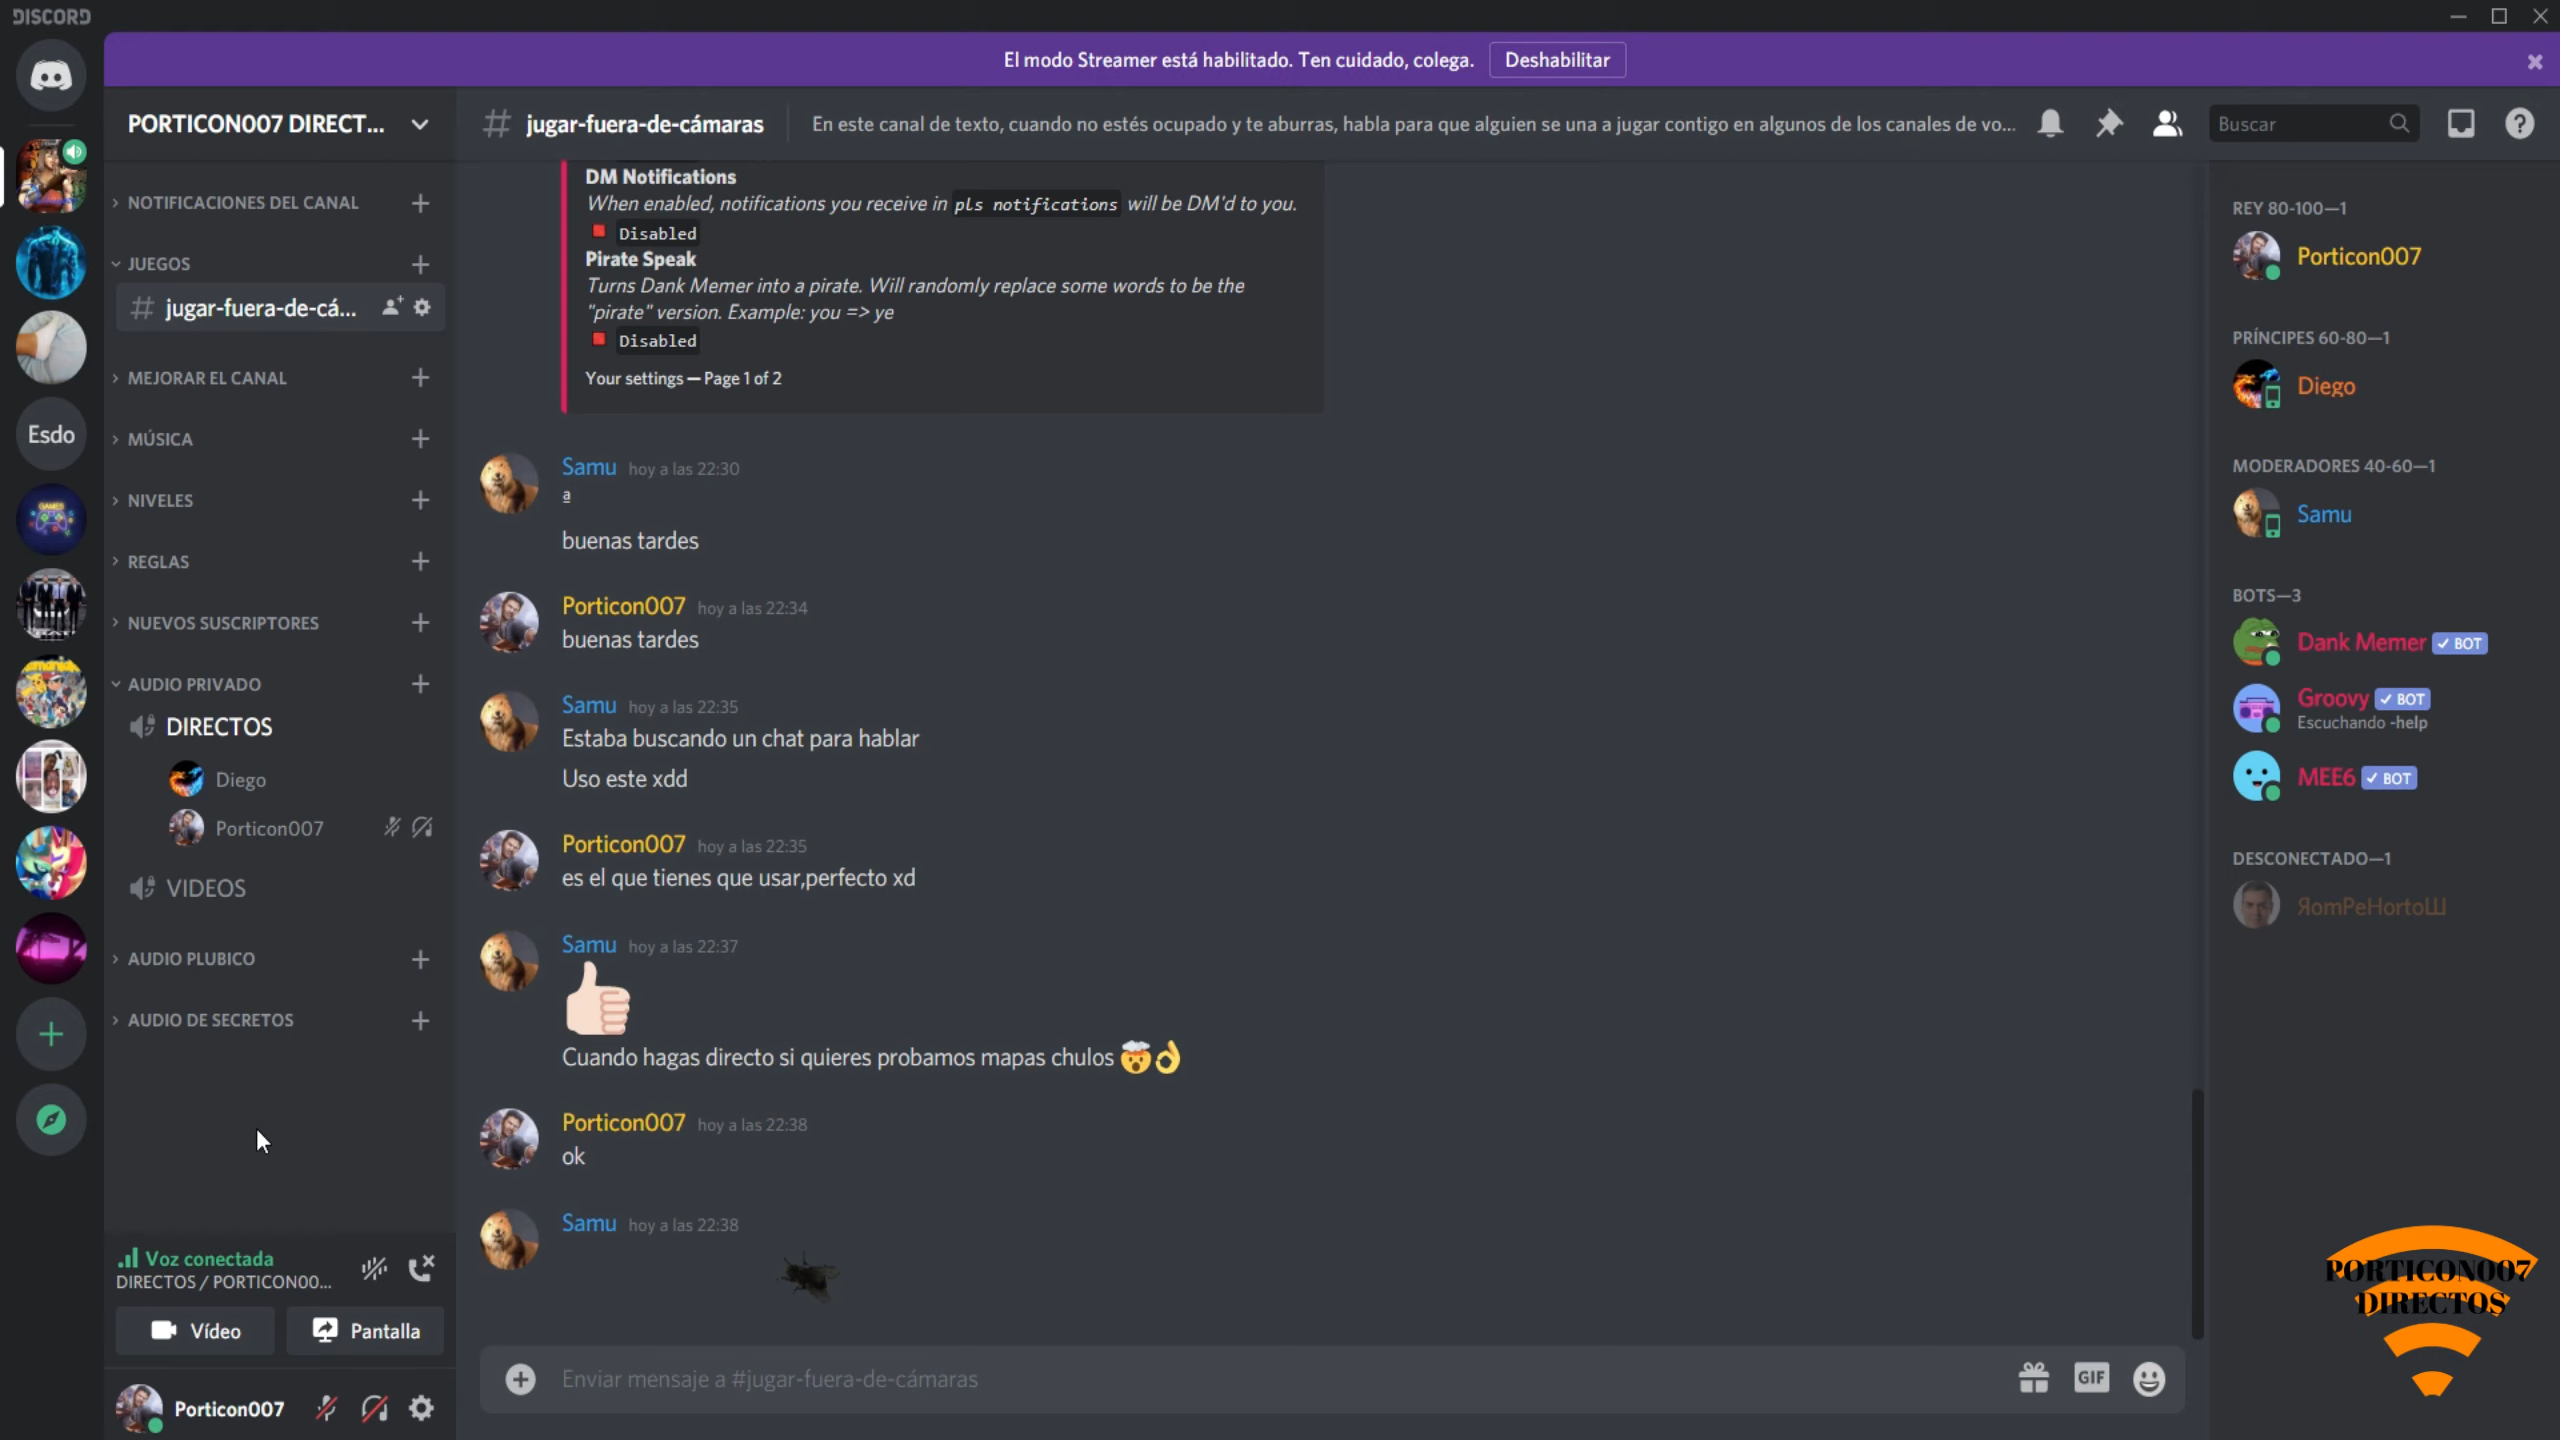 DISCORD
El modo Streamer está habilitado. Ten cuidado, colega.
Deshabilitar
PORTICON007 DIRECT...
jugar-fuera-de-cámaras
En este canal de texto, cuando no estés ocupado y te aburras, habla para que alguien se una a jugar contigo en algunos de los canales de vo...
Buscar
NOTIFICACIONES DEL CANAL
JUEGOS
jugar-fuera-de-cá...
MEJORAR EL CANAL
MÚSICA
NIVELES
REGLAS
NUEVOS SUSCRIPTORES
AUDIO PRIVADO
DIRECTOS
Diego
Porticon007
VIDEOS
AUDIO PLUBICO
AUDIO DE SECRETOS
Esdo
GAMES
Voz conectada
DIRECTOS / PORTICON00...
Vídeo
Pantalla
Porticon007
DM Notifications
When enabled, notifications you receive in pls notifications will be DM'd to you.
Disabled
Pirate Speak
Turns Dank Memer into a pirate. Will randomly replace some words to be the
"pirate" version. Example: you => ye
Disabled
Your settings — Page 1 of 2
Samu hoy a las 22:30
ª
buenas tardes
Porticon007 hoy a las 22:34
buenas tardes
Samu hoy a las 22:35
Estaba buscando un chat para hablar
Uso este xdd
Porticon007 hoy a las 22:35
es el que tienes que usar,perfecto xd
Samu hoy a las 22:37
Cuando hagas directo si quieres probamos mapas chulos 🤯👌
Porticon007 hoy a las 22:38
ok
Samu hoy a las 22:38
Enviar mensaje a #jugar-fuera-de-cámaras
GIF
REY 80-100—1
Porticon007
PRÍNCIPES 60-80—1
Diego
MODERADORES 40-60—1
Samu
BOTS—3
Dank Memer ✓ BOT
Groovy ✓ BOT
Escuchando -help
MEE6 ✓ BOT
DESCONECTADO—1
ЯomPeHortoШ
PORTICON007
DIRECTOS